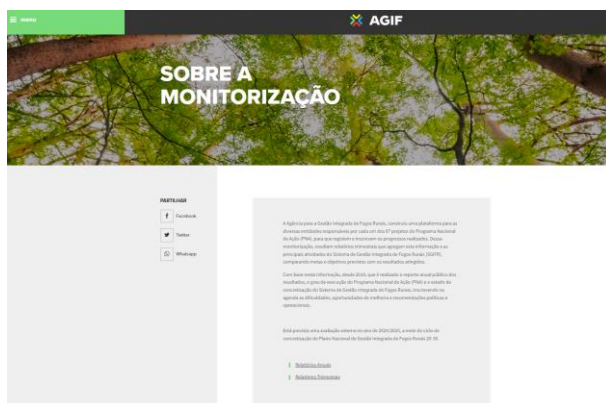 menu
AGIF
SOBRE A
MONITORIZAÇÃO
PARTILHAR
Facebook
Twitter
Whatsapp
A Agência para a Gestão Integrada de Fogos Rurais, construiu uma plataforma para as
diversas entidades responsáveis por cada um dos 97 projetos do Programa Nacional
de Ação (PNA), para que registem e inscrevam os progressos realizados. Dessa
monitorização, resultam relatórios trimestrais que agregam esta informação e as
principais atividades do Sistema de Gestão Integrada de Fogos Rurais (SGIFR),
comparando metas e objetivos previstos com os resultados atingidos.
Com base nesta informação, desde 2018, que é realizado o reporte anual público dos
resultados, o grau de execução do Programa Nacional de Ação (PNA) e o estado de
concretização do Sistema de Gestão Integrada de Fogos Rurais, inscrevendo na
agenda as dificuldades, oportunidades de melhoria e recomendações políticas e
operacionais.
Está prevista uma avaliação externa no ano de 2024/2025, a meio do ciclo de
concretização do Plano Nacional de Gestão Integrada de Fogos Rurais 20-30.
Relatórios Anuais
Relatórios Trimestrais